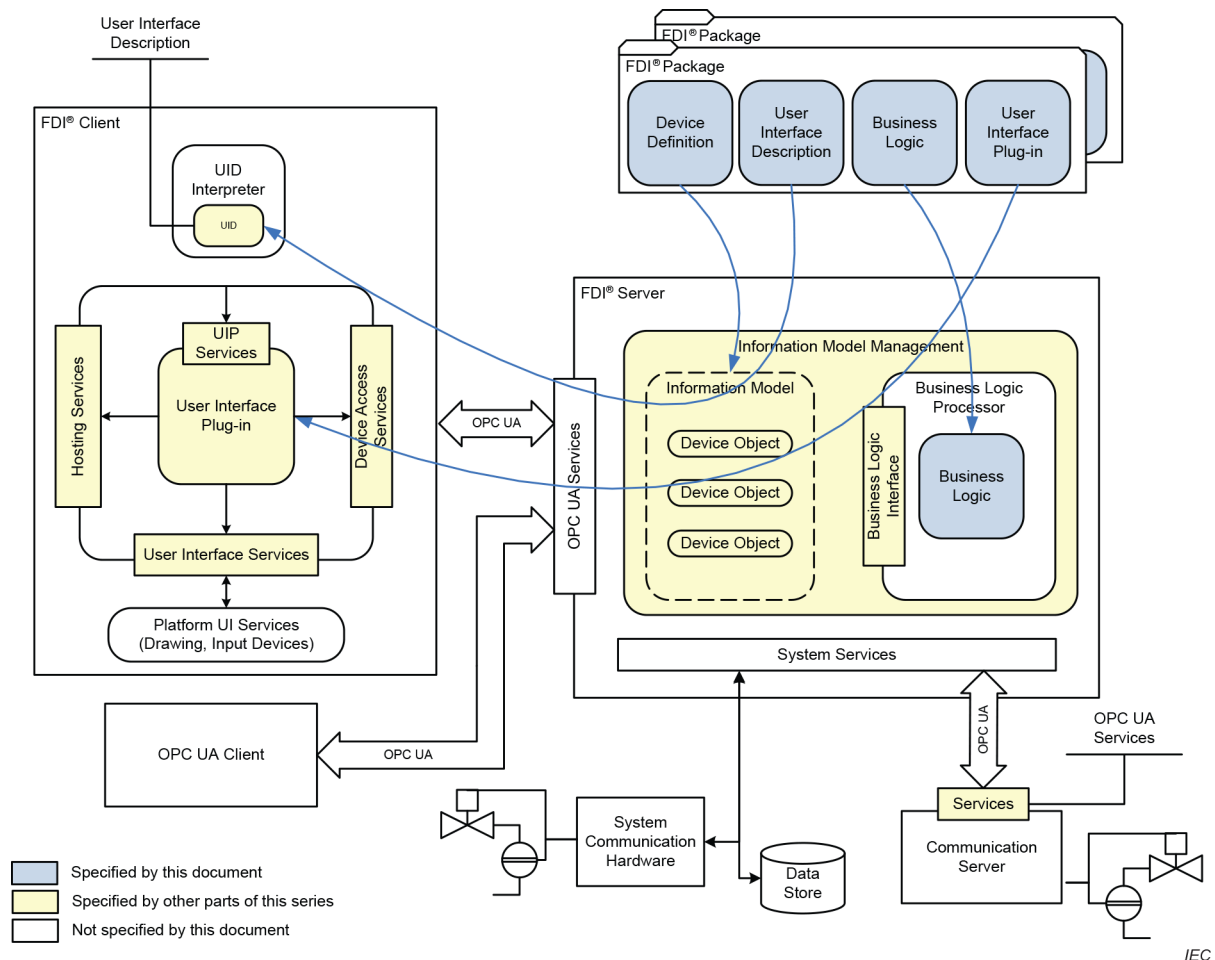 User Interface
Description
FDI® Package
FDI® Package
Device
Definition
User
Interface
Description
Business
Logic
User
Interface
Plug-in
FDI® Client
UID
Interpreter
UID
UIP
Services
Hosting Services
User Interface
Plug-in
Device Access
Services
User Interface Services
Platform UI Services
(Drawing, Input Devices)
OPC UA
FDI® Server
OPC UA Services
Information Model Management
Information Model
Device Object
Device Object
Device Object
Business Logic
Processor
Business Logic
Interface
Business
Logic
System Services
OPC UA Client
OPC UA
OPC UA
OPC UA
Services
Services
Communication
Server
System
Communication
Hardware
Data
Store
Specified by this document
Specified by other parts of this series
Not specified by this document
IEC